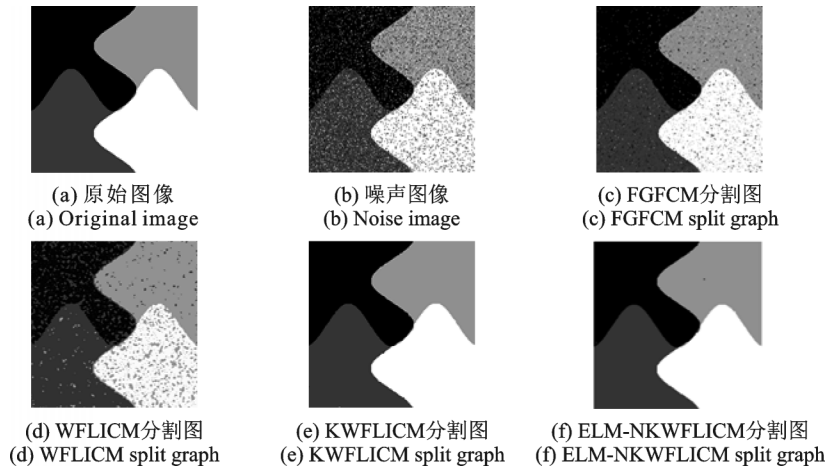 (a) 原始图像
(a) Original image
(b) 噪声图像
(b) Noise image
(c) FGFCM分割图
(c) FGFCM split graph
(d) WFLICM分割图
(d) WFLICM split graph
(e) KWFLICM分割图
(e) KWFLICM split graph
(f) ELM-NKWFLICM分割图
(f) ELM-NKWFLICM split graph